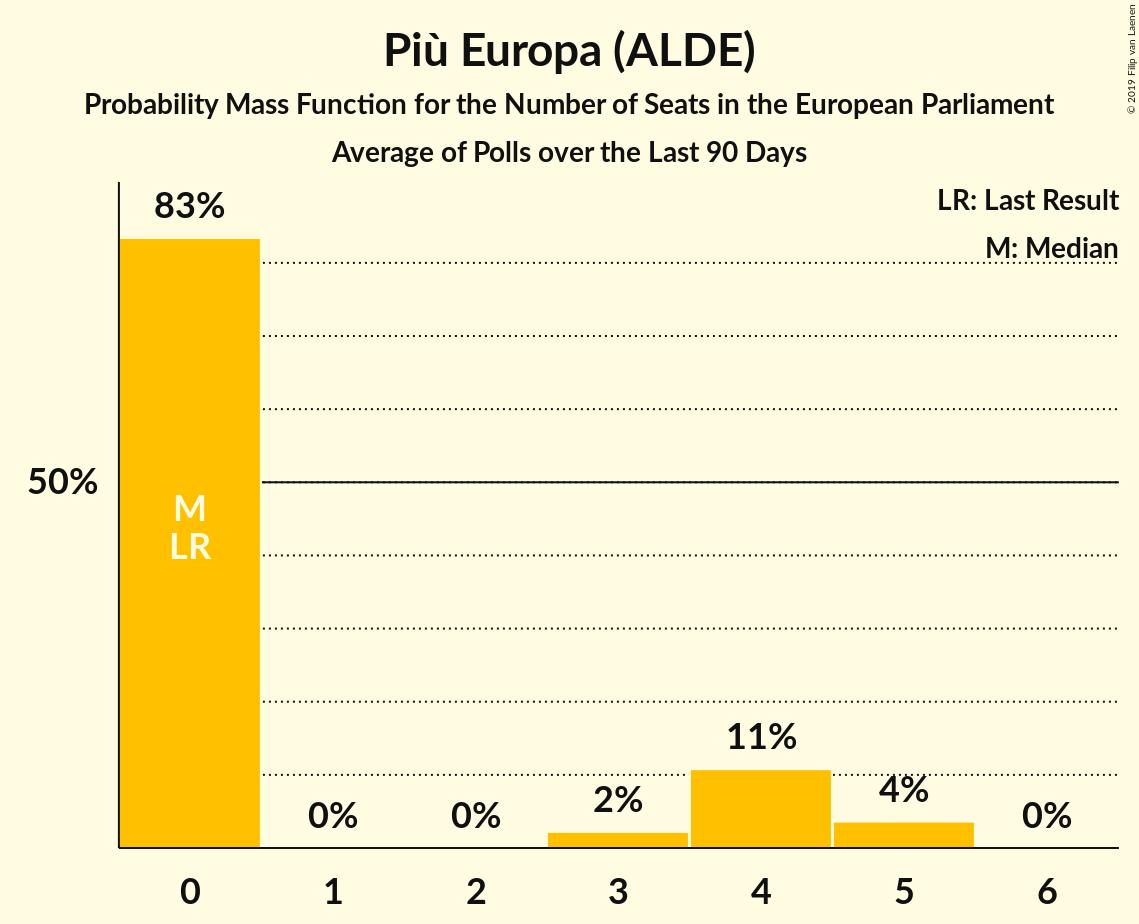 Più Europa (ALDE)
Probability Mass Function for the Number of Seats in the European Parliament
Average of Polls over the Last 90 Days
© 2019 Filip van Laenen
LR: Last Result
M: Median
83%
50%
M
LR
0%
0%
2%
11%
4%
0%
0
1
2
3
4
5
6